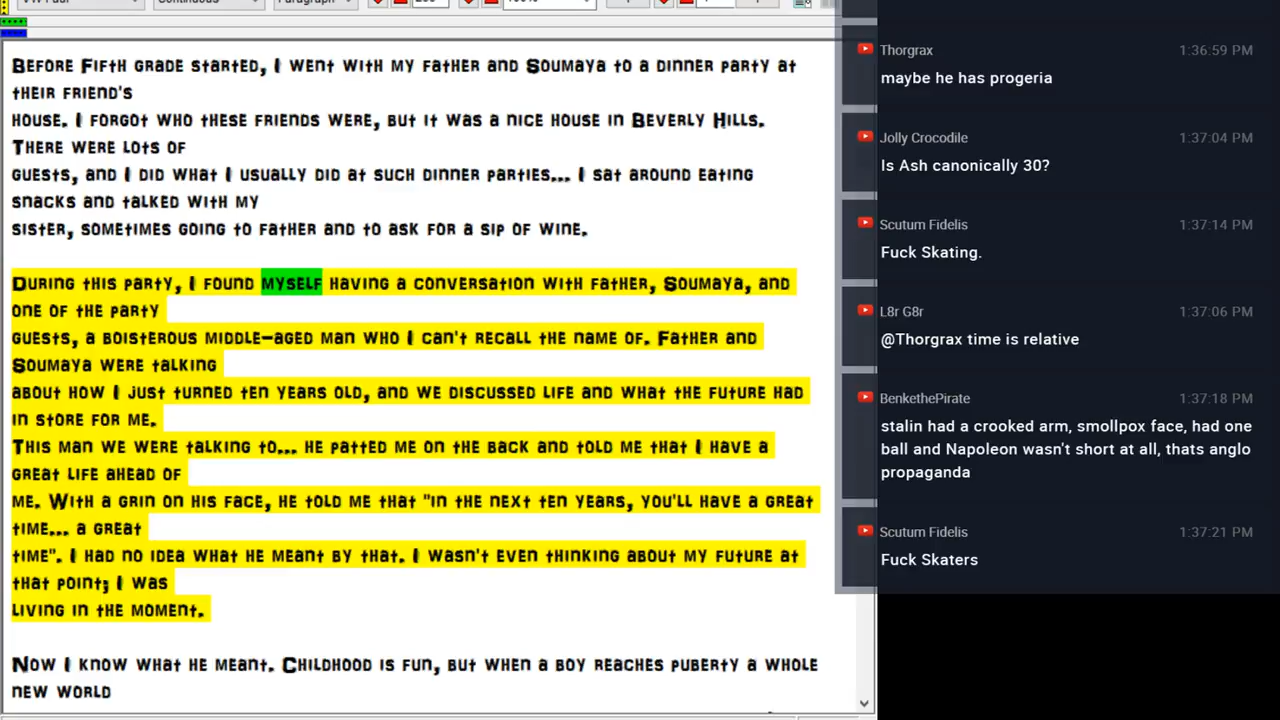 Continuous
Paragraph
Before Fifth grade started, I went with my father and Soumaya to a dinner party at
their friend's
house. I forgot who these friends were, but it was a nice house in Beverly Hills.
There were lots of
guests, and I did what I usually did at such dinner parties... I sat around eating
snacks and talked with my
sister, sometimes going to father and to ask for a sip of wine.
During this party, I found myself having a conversation with father, Soumaya, and
one of the party
guests, a boisterous middle-aged man who I can't recall the name of. Father and
Soumaya were talking
about how I just turned ten years old, and we discussed life and what the future had
in store for me.
This man we were talking to... he patted me on the back and told me that I have a
great life ahead of
me. With a grin on his face, he told me that "in the next ten years, you'll have a great
time... a great
time". I had no idea what he meant by that. I wasn't even thinking about my future at
that point; I was
living in the moment.
Now I know what he meant. Childhood is fun, but when a boy reaches puberty a whole
new world
Thorgrax 1:36:59 PM
maybe he has progeria
Jolly Crocodile 1:37:04 PM
Is Ash canonically 30?
Scutum Fidelis 1:37:14 PM
Fuck Skating.
L8r G8r 1:37:06 PM
@Thorgrax time is relative
BenkethePirate 1:37:18 PM
stalin had a crooked arm, smollpox face, had one
ball and Napoleon wasn't short at all, thats anglo
propaganda
Scutum Fidelis 1:37:21 PM
Fuck Skaters